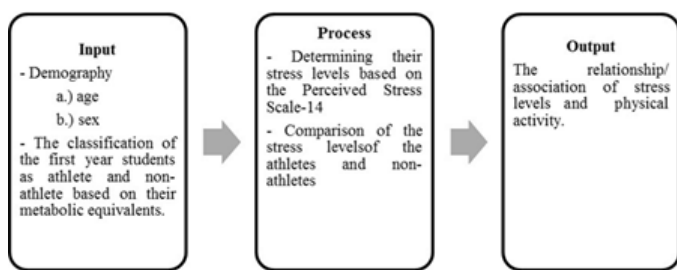 Input
- Demography
a.) age
b.) sex
- The classification of
the first year students
as athlete and non-
athlete based on their
metabolic equivalents.
Process
- Determining their
stress levels based on
the Perceived Stress
Scale-14
- Comparison of the
stress levelsof the
athletes and non-
athletes
Output
The relationship/
association of stress
levels and physical
activity.